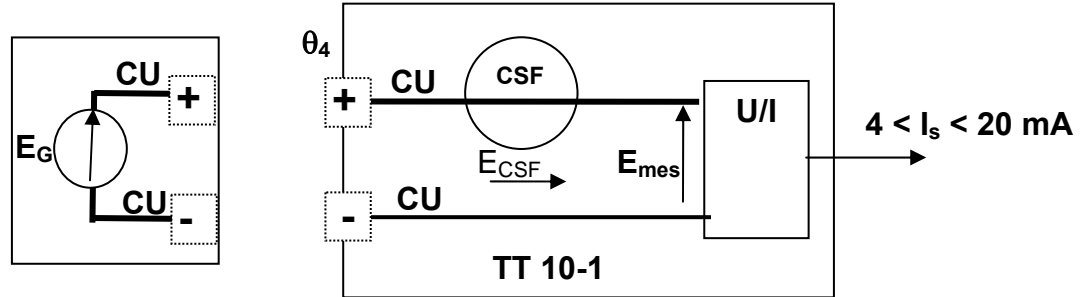 CU
+
E_G
CU
-
θ₄
+
CU
CSF
E_CSF
E_mes
U/I
4 < I_s < 20 mA
-
CU
TT 10-1